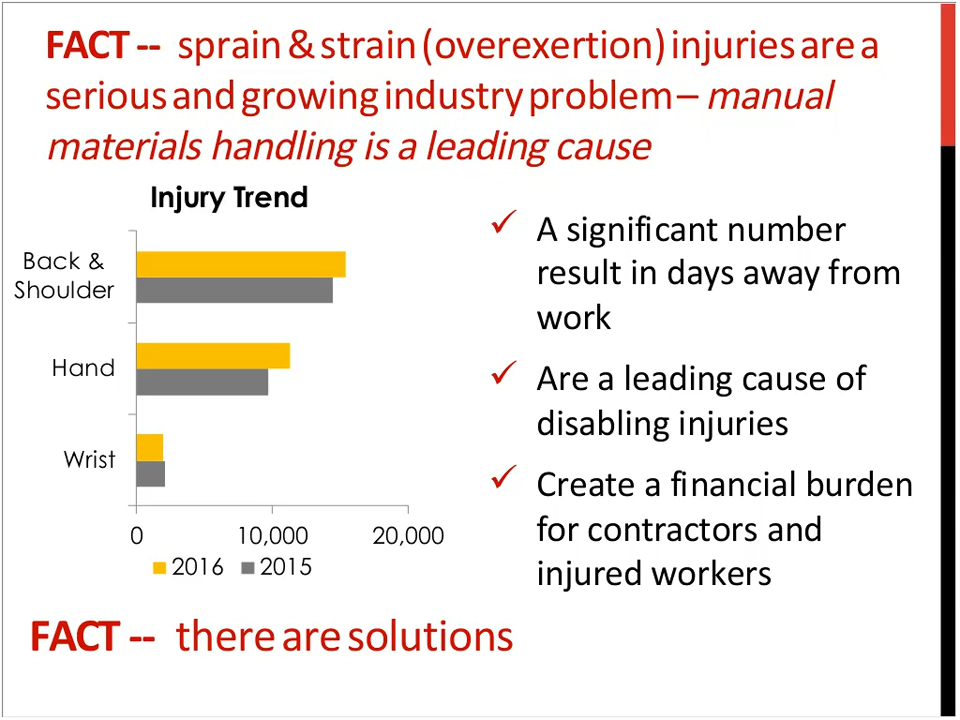 FACT -- sprain & strain (overexertion) injuries are a
serious and growing industry problem – manual
materials handling is a leading cause
Injury Trend
Back &
Shoulder
Hand
Wrist
0 10,000 20,000
2016 2015
✓ A significant number
result in days away from
work
✓ Are a leading cause of
disabling injuries
✓ Create a financial burden
for contractors and
injured workers
FACT -- there are solutions